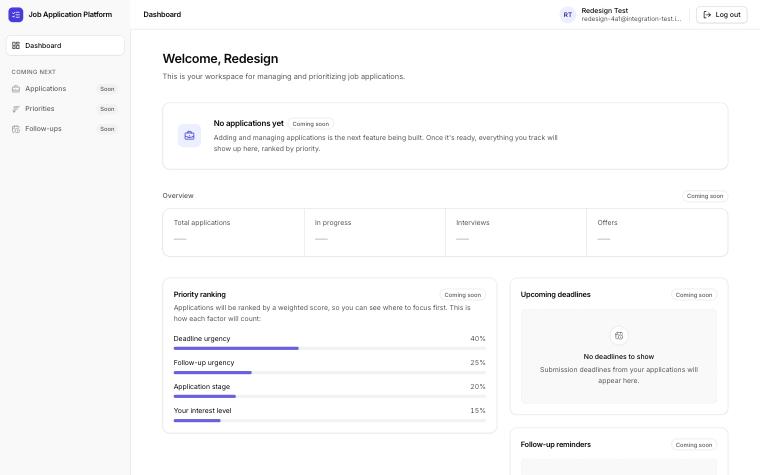 Job Application Platform
Dashboard
RT
Redesign Test
redesign-4a1@integration-test.i...
Log out
Dashboard
COMING NEXT
Applications Soon
Priorities Soon
Follow-ups Soon
Welcome, Redesign
This is your workspace for managing and prioritizing job applications.
No applications yet Coming soon
Adding and managing applications is the next feature being built. Once it's ready, everything you track will
show up here, ranked by priority.
Overview Coming soon
Total applications In progress Interviews Offers
— — — —
Priority ranking Coming soon
Applications will be ranked by a weighted score, so you can see where to focus first. This is
how each factor will count:
Deadline urgency 40%
Follow-up urgency 25%
Application stage 20%
Your interest level 15%
Upcoming deadlines Coming soon
No deadlines to show
Submission deadlines from your applications will
appear here.
Follow-up reminders Coming soon